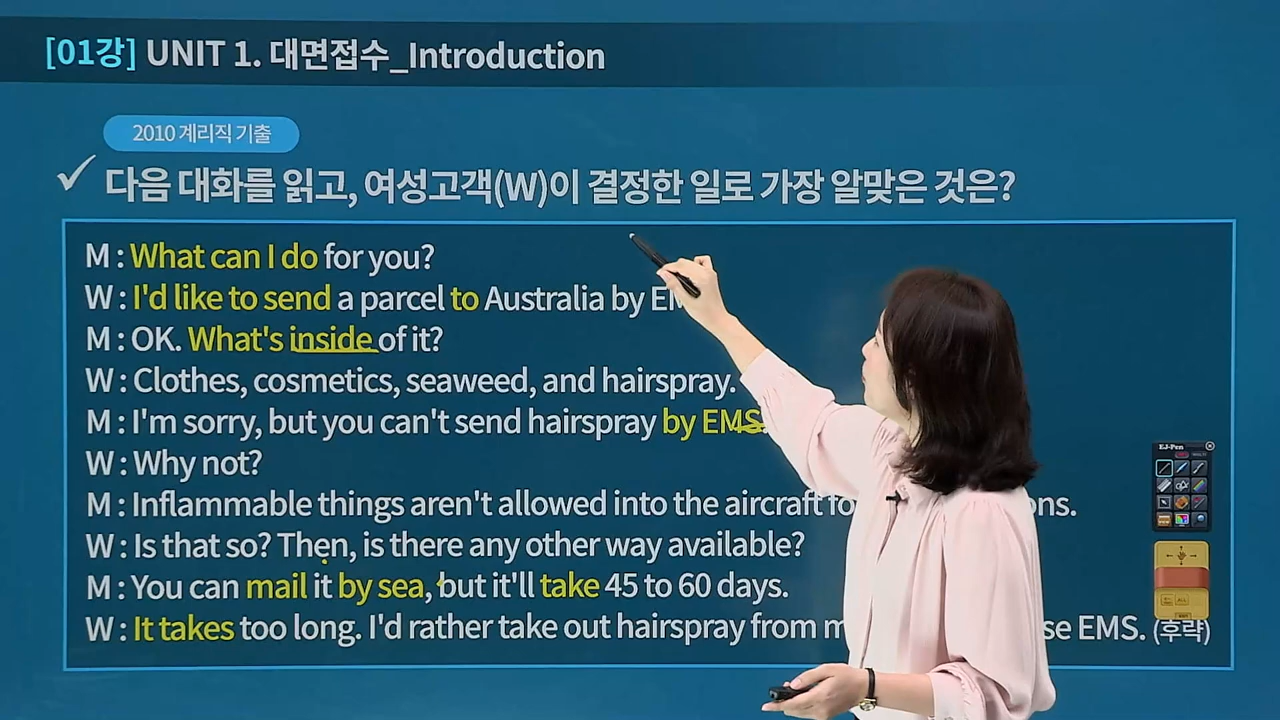 [01강] UNIT 1. 대면접수_Introduction
2010 계리직 기출
다음 대화를 읽고, 여성고객(W)이 결정한 일로 가장 알맞은 것은?
M : What can I do for you?
W : I'd like to send a parcel to Australia by
M : OK. What's inside of it?
W : Clothes, cosmetics, seaweed, and hairspray.
M : I'm sorry, but you can't send hairspray by EMS.
W : Why not?
M : Inflammable things aren't allowed into the aircraft
W : Is that so? Then, is there any other way available?
M : You can mail it by sea, but it'll take 45 to 60 days.
W : It takes too long. I'd rather take out hairspray from EMS. (후략)
EJ-Pen